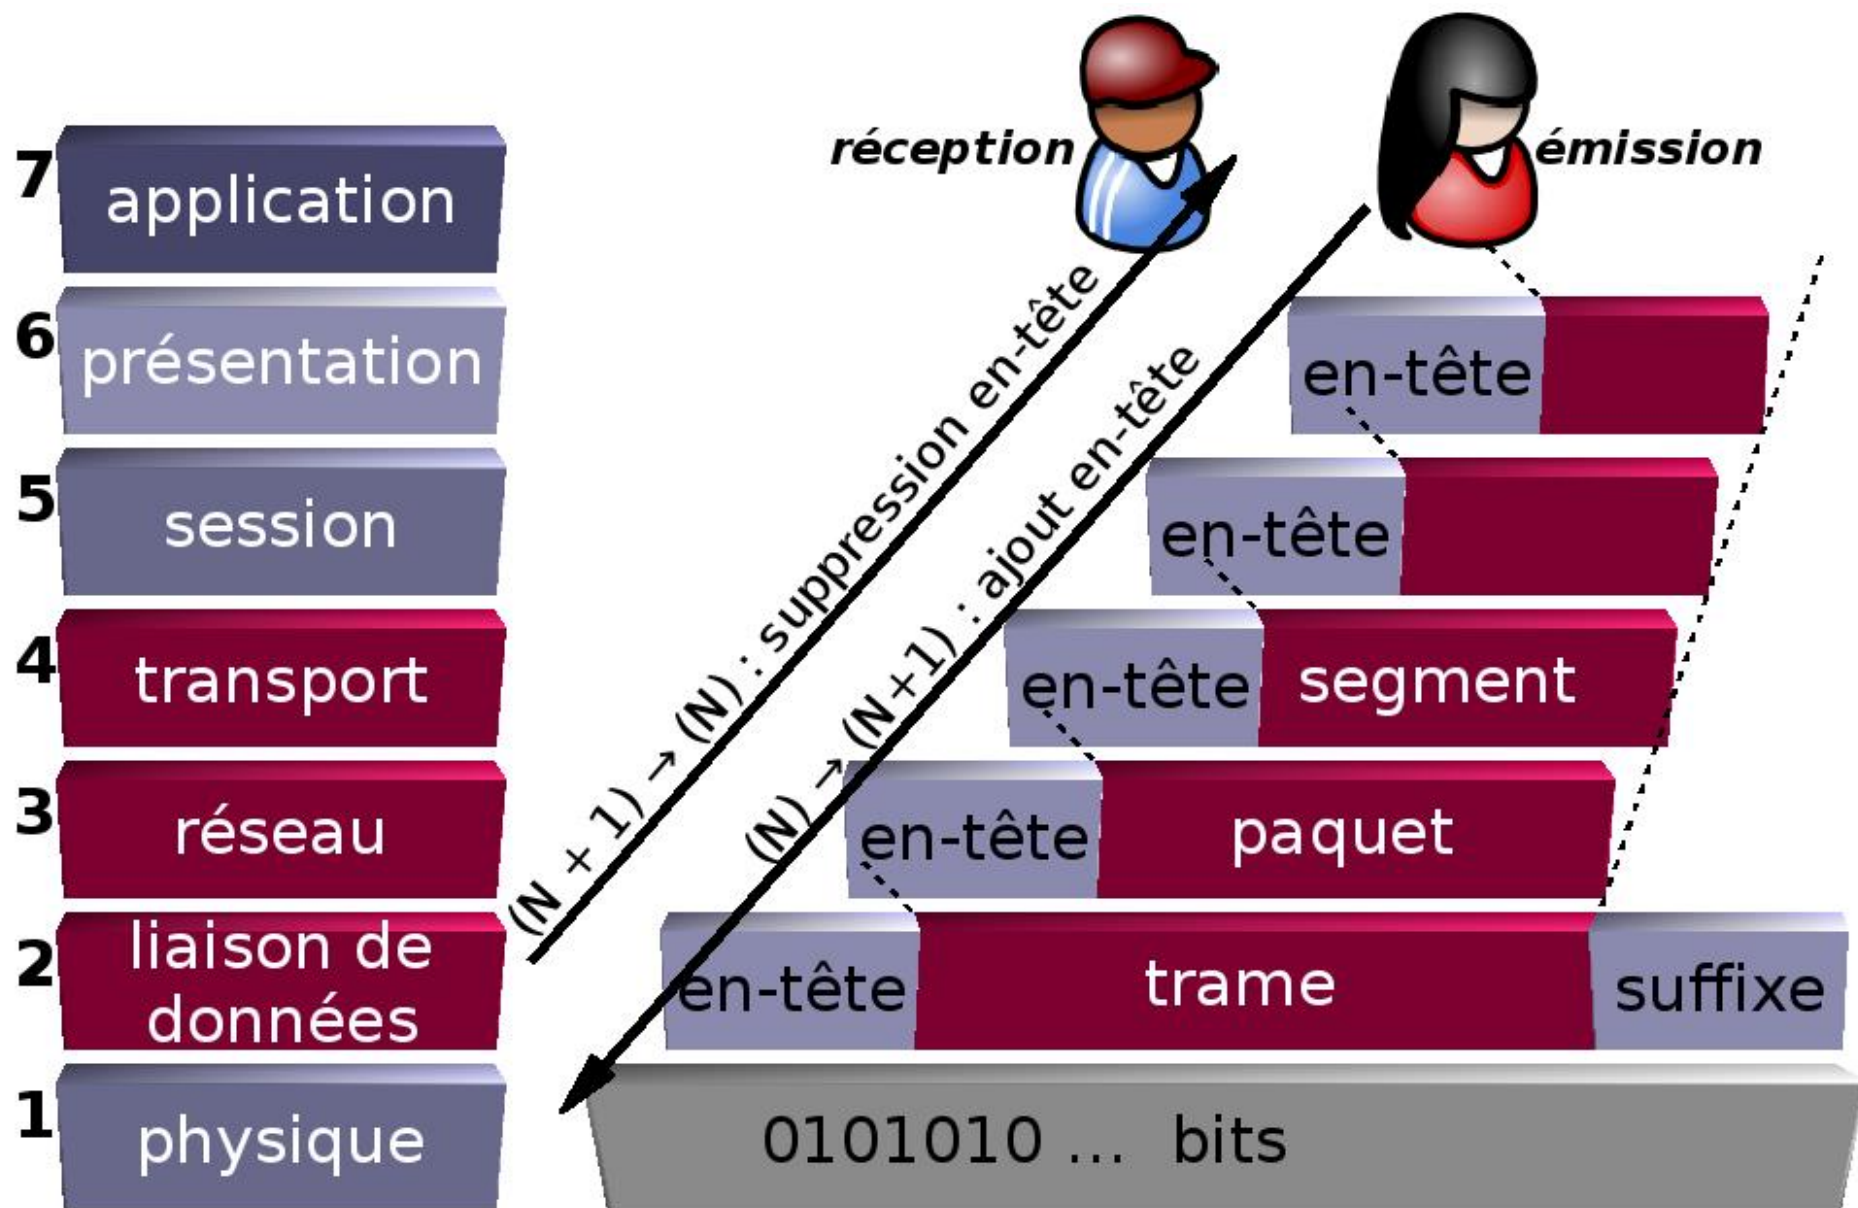 réception
émission
7
application
6
présentation
en-tête
5
session
en-tête
4
transport
en-tête
segment
3
réseau
en-tête
paquet
2
liaison de
données
en-tête
trame
suffixe
1
physique
0101010 ... bits
(N + 1) → (N) : suppression en-tête
(N) → (N+1) : ajout en-tête